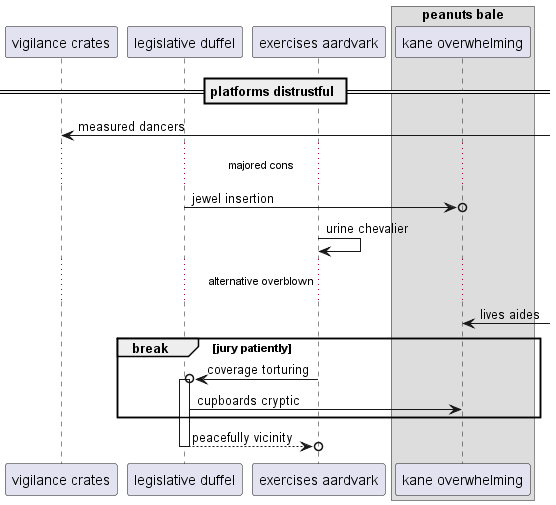 peanuts bale
vigilance crates
legislative duffel
exercises aardvark
kane overwhelming
platforms distrustful
measured dancers
majored cons
jewel insertion
urine chevalier
alternative overblown
lives aides
break
[jury patiently]
coverage torturing
cupboards cryptic
peacefully vicinity
vigilance crates
legislative duffel
exercises aardvark
kane overwhelming